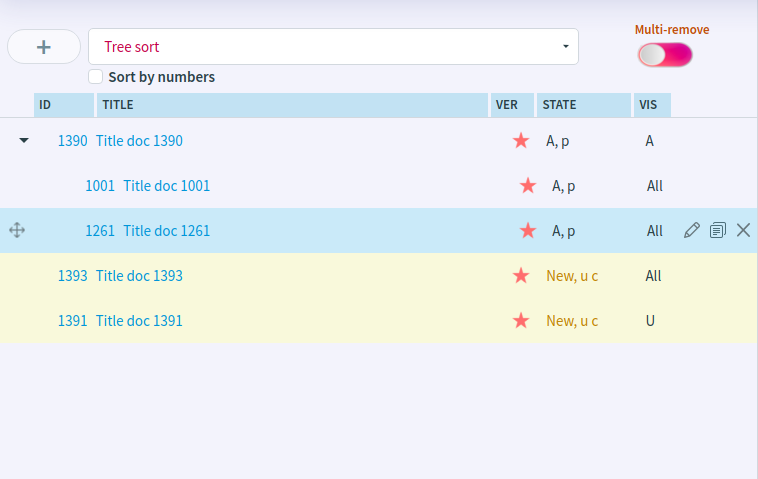 Multi-remove
Tree sort
Sort by numbers
ID TITLE VER STATE VIS
1390 Title doc 1390 A, p A
1001 Title doc 1001 A, p All
1261 Title doc 1261 A, p All
1393 Title doc 1393 New, u c All
1391 Title doc 1391 New, u c U